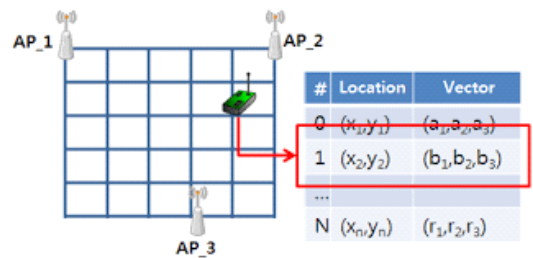 AP_1
AP_2
AP_3
# Location Vector
0 (x₁,y₁) (a₁,a₂,a₃)
1 (x₂,y₂) (b₁,b₂,b₃)
...
N (xₙ,yₙ) (r₁,r₂,r₃)